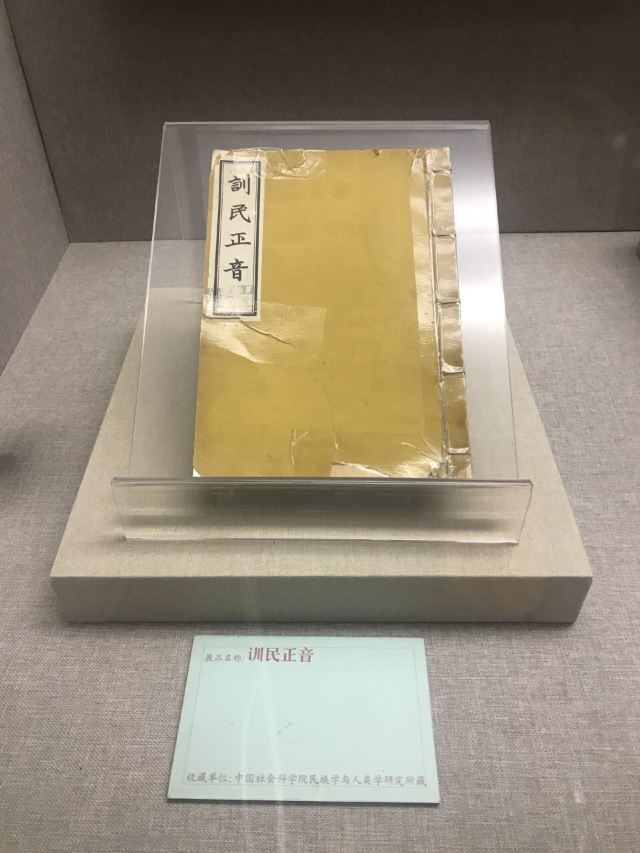 訓民正音
展品名称:训民正音
收藏单位:中国社会科学院民族学与人类学研究所藏